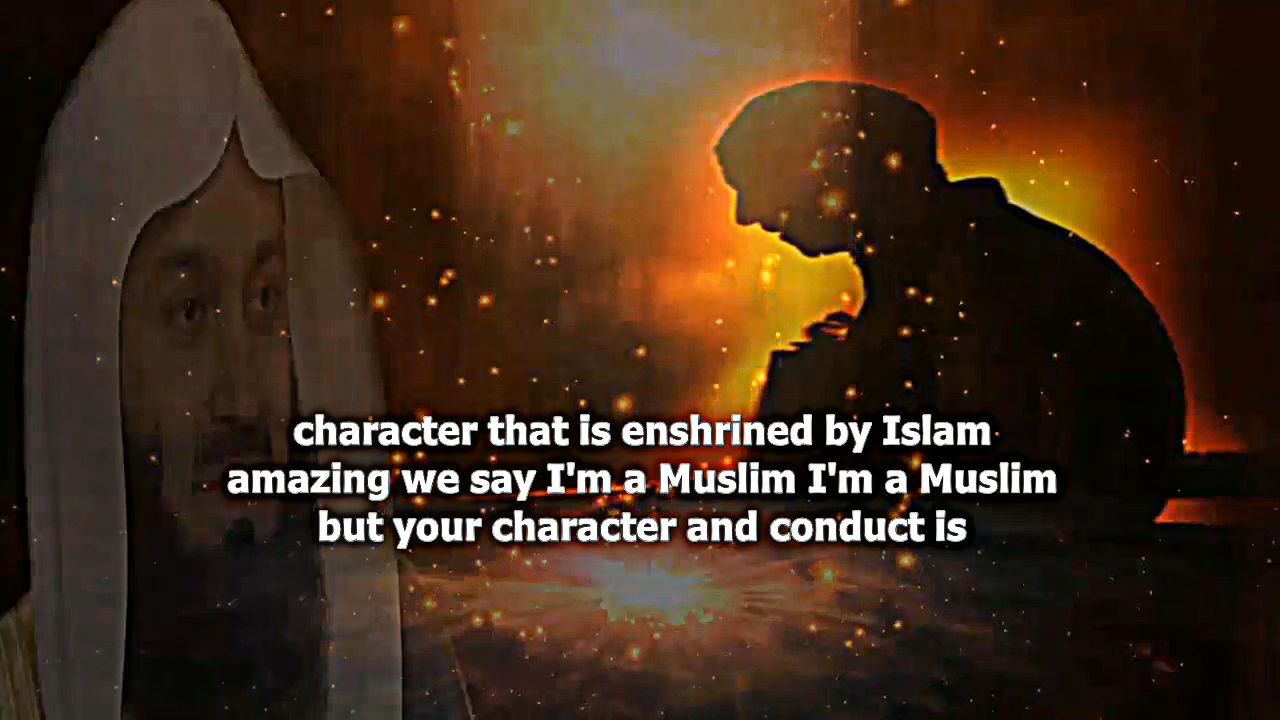 character that is enshrined by Islam
amazing we say I'm a Muslim I'm a Muslim
but your character and conduct is